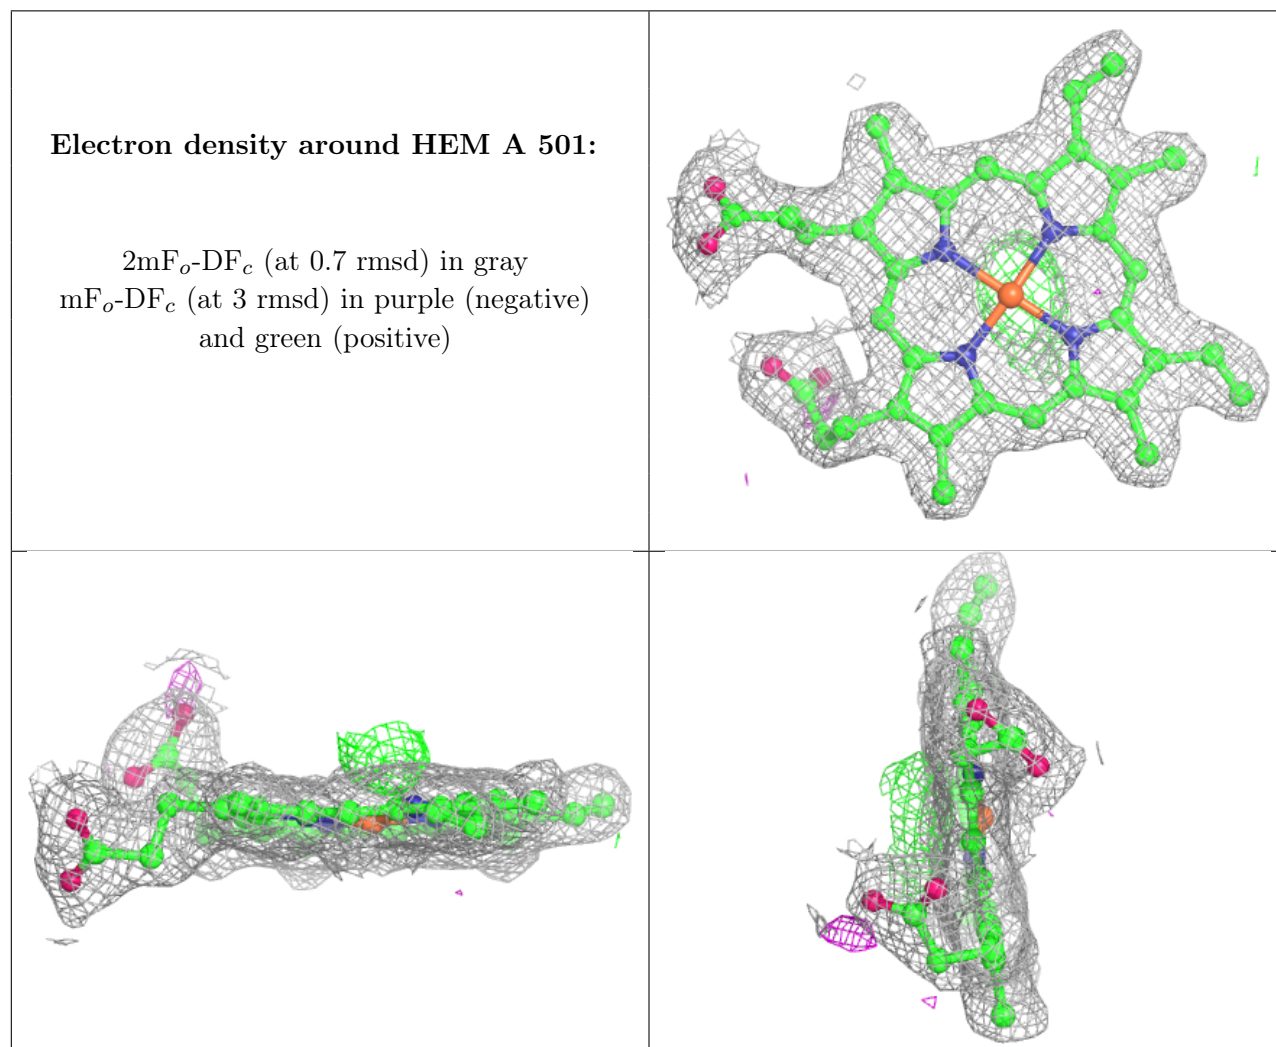 Electron density around HEM A 501:
2mFo-DFc (at 0.7 rmsd) in gray
mFo-DFc (at 3 rmsd) in purple (negative)
and green (positive)